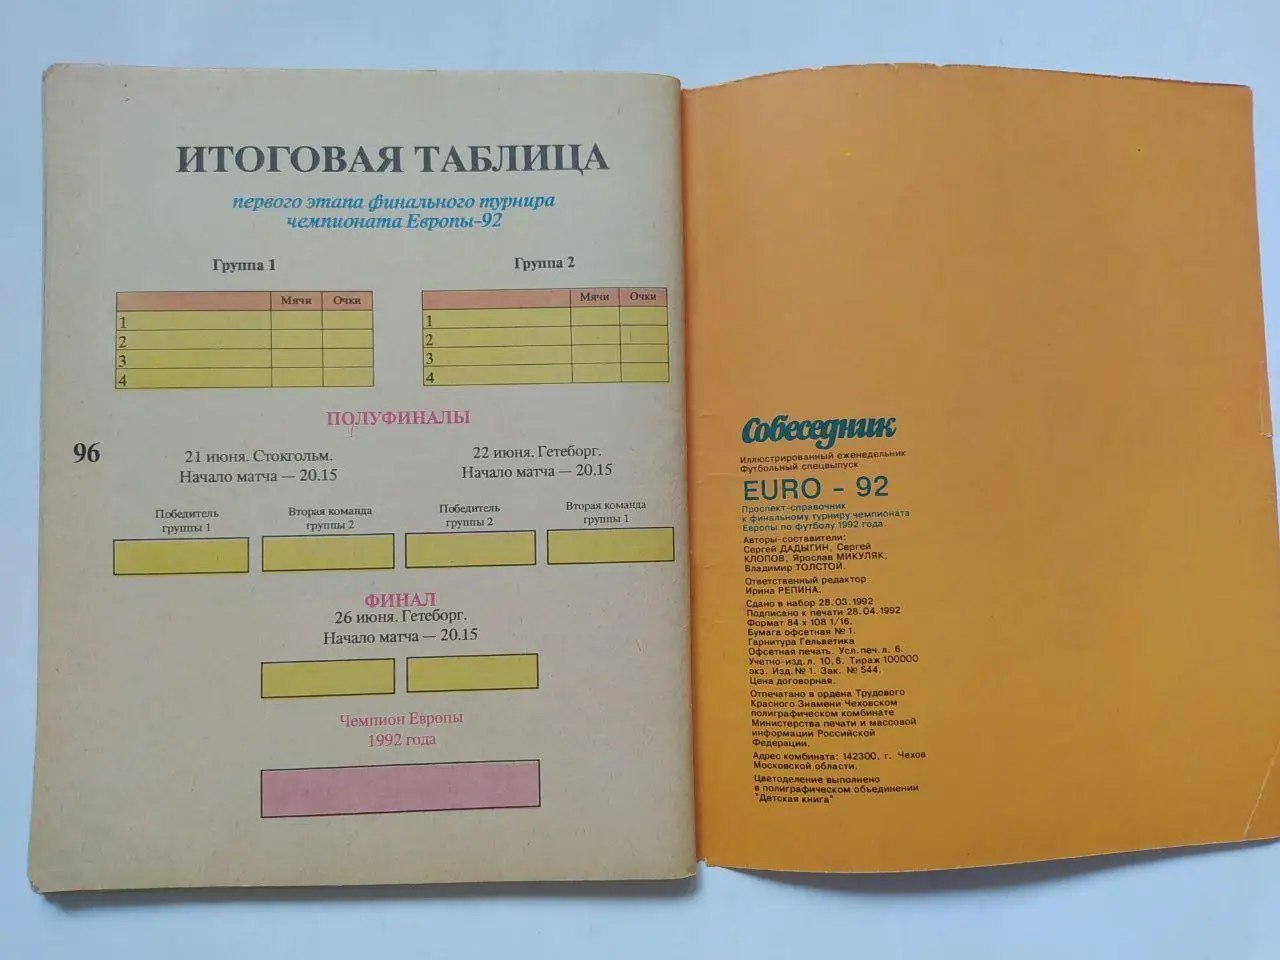 ИТОГОВАЯ ТАБЛИЦА
первого этапа финального турнира
чемпионата Европы-92
Группа 1
Мячи Очки
1
2
3
4
Группа 2
Мячи Очки
1
2
3
4
ПОЛУФИНАЛЫ
96
21 июня. Стокгольм.
Начало матча — 20.15
22 июня. Гетеборг.
Начало матча — 20.15
Победитель
группы 1
Вторая команда
группы 2
Победитель
группы 2
Вторая команда
группы 1
ФИНАЛ
26 июня. Гетеборг.
Начало матча — 20.15
Чемпион Европы
1992 года
Собеседник
Иллюстрированный еженедельник
Футбольный спецвыпуск
EURO - 92
Проспект-справочник
к финальному турниру чемпионата
Европы по футболу 1992 года.
Авторы-составители:
Сергей ДАДЫГИН, Сергей
КЛОПОВ, Ярослав МИКУЛЯК,
Владимир ТОЛСТОЙ.
Ответственный редактор
Ирина РЕПИНА.
Сдано в набор 28.03.1992
Подписано к печати 28.04.1992
Формат 84 х 108 1/16.
Бумага офсетная № 1.
Гарнитура Гельветика
Офсетная печать. Усл. печ. л. 6.
Учетно-изд. л. 10,8. Тираж 100000
экз. Изд. № 1. Зак. № 544.
Цена договорная.
Отпечатано в ордена Трудового
Красного Знамени Чеховском
полиграфическом комбинате
Министерства печати и массовой
информации Российской
Федерации.
Адрес комбината: 142300, г. Чехов
Московской области.
Цветоделение выполнено
в полиграфическом объединении
"Детская книга"